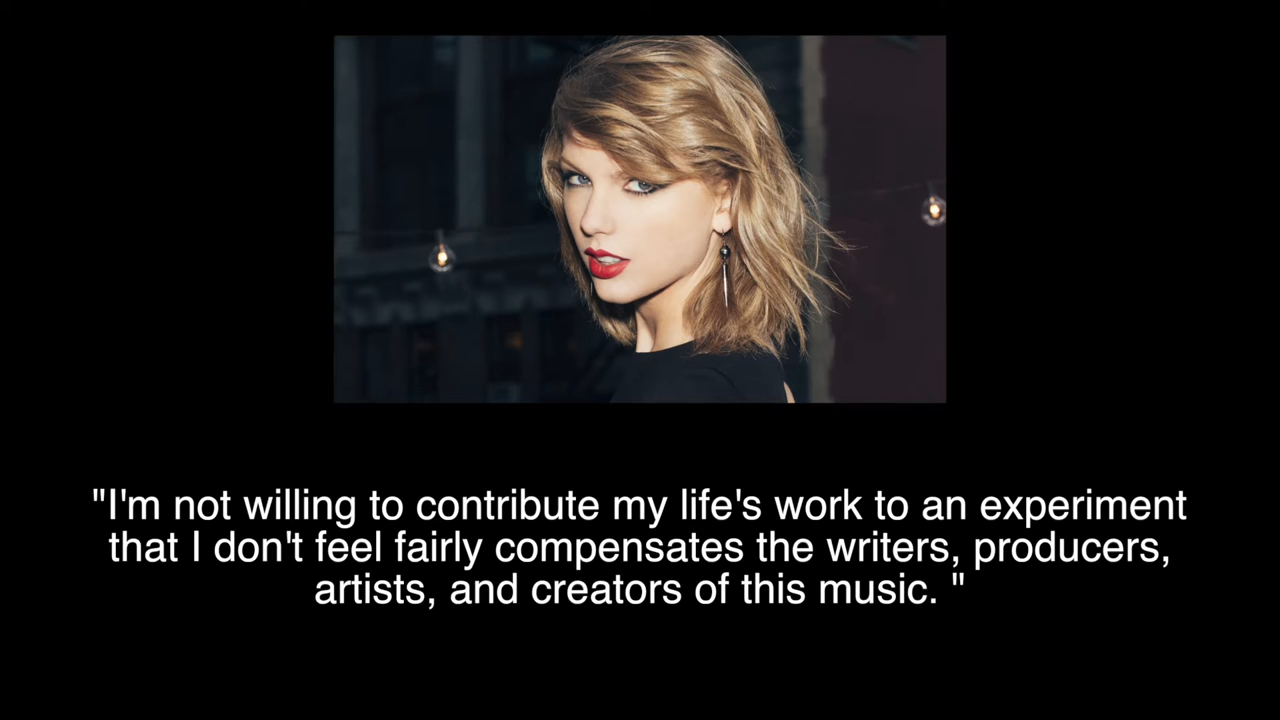 "I'm not willing to contribute my life's work to an experiment
that I don't feel fairly compensates the writers, producers,
artists, and creators of this music. "